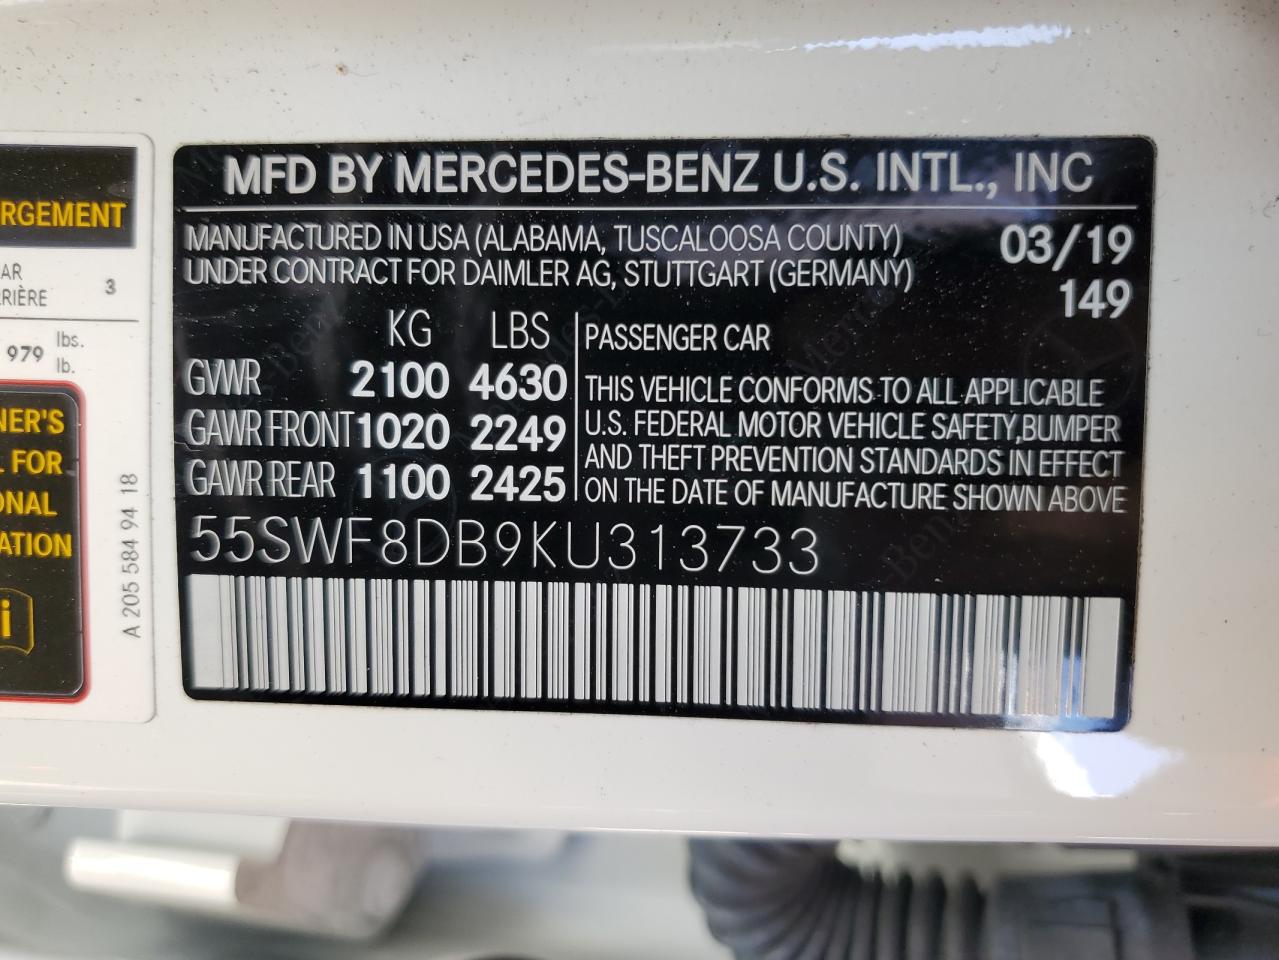 RGEMENT
AR
RIÈRE 3
979 lbs.
lb.
NER'S
L FOR
ONAL
ATION
i
A 205 584 94 18
MFD BY MERCEDES-BENZ U.S. INTL., INC
MANUFACTURED IN USA (ALABAMA, TUSCALOOSA COUNTY) 03/19
UNDER CONTRACT FOR DAIMLER AG, STUTTGART (GERMANY) 149
KG LBS
GVWR 2100 4630
GAWR FRONT 1020 2249
GAWR REAR 1100 2425
PASSENGER CAR
THIS VEHICLE CONFORMS TO ALL APPLICABLE
U.S. FEDERAL MOTOR VEHICLE SAFETY,BUMPER
AND THEFT PREVENTION STANDARDS IN EFFECT
ON THE DATE OF MANUFACTURE SHOWN ABOVE
55SWF8DB9KU313733